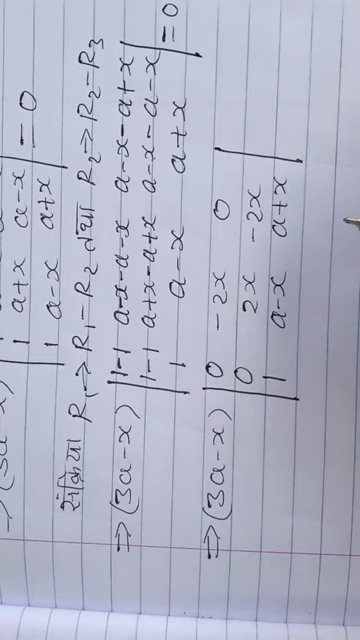 ⇒ (3a-x)
| 1 a+x a-x | = 0
| 1 a-x a+x |
संक्रिया R₁→R₁-R₂ तथा R₂→R₂-R₃
⇒ (3a-x) | 1-1 a-x-a-x a-x-a+x | = 0
| 1-1 a+x-a+x a-x-a-x |
| 1 a-x a+x |
⇒ (3a-x) | 0 -2x 0 |
| 0 2x -2x |
| 1 a-x a+x |